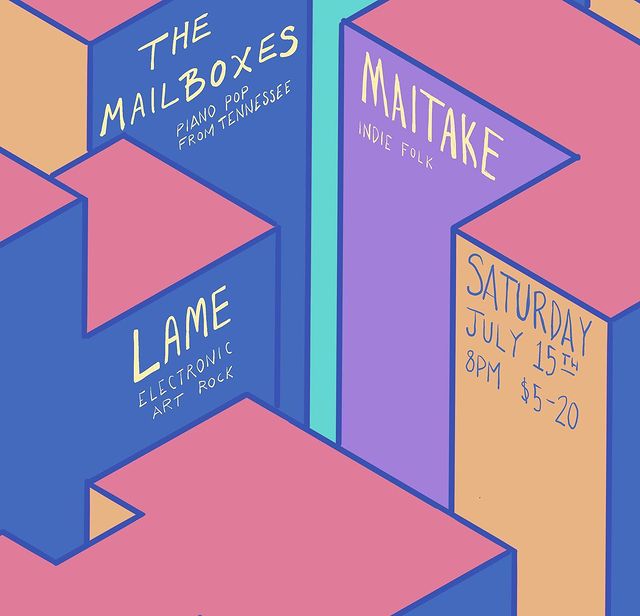 THE
MAILBOXES
PIANO POP
FROM TENNESSEE
MAITAKE
INDIE FOLK
LAME
ELECTRONIC
ART ROCK
SATURDAY
JULY 15TH
8PM $5-20